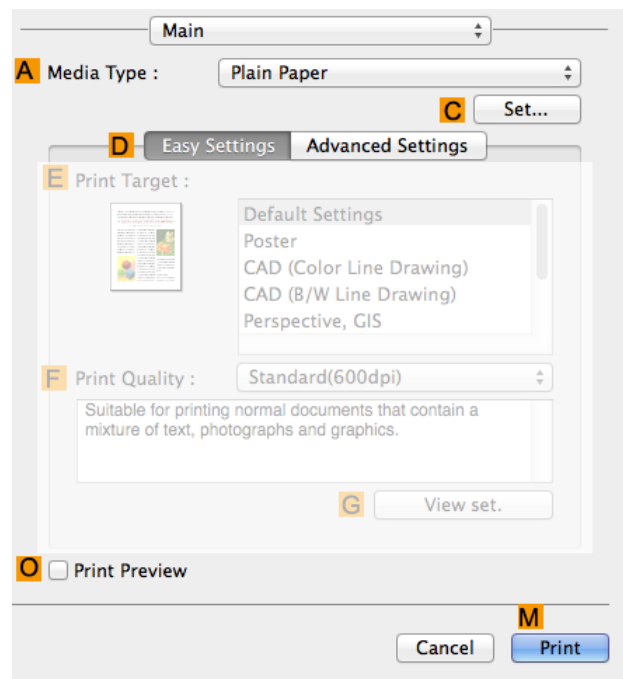 Main
A Media Type : Plain Paper
C Set...
D Easy Settings Advanced Settings
E Print Target :
Default Settings
Poster
CAD (Color Line Drawing)
CAD (B/W Line Drawing)
Perspective, GIS
F Print Quality : Standard(600dpi)
Suitable for printing normal documents that contain a
mixture of text, photographs and graphics.
G View set.
O Print Preview
M
Cancel Print